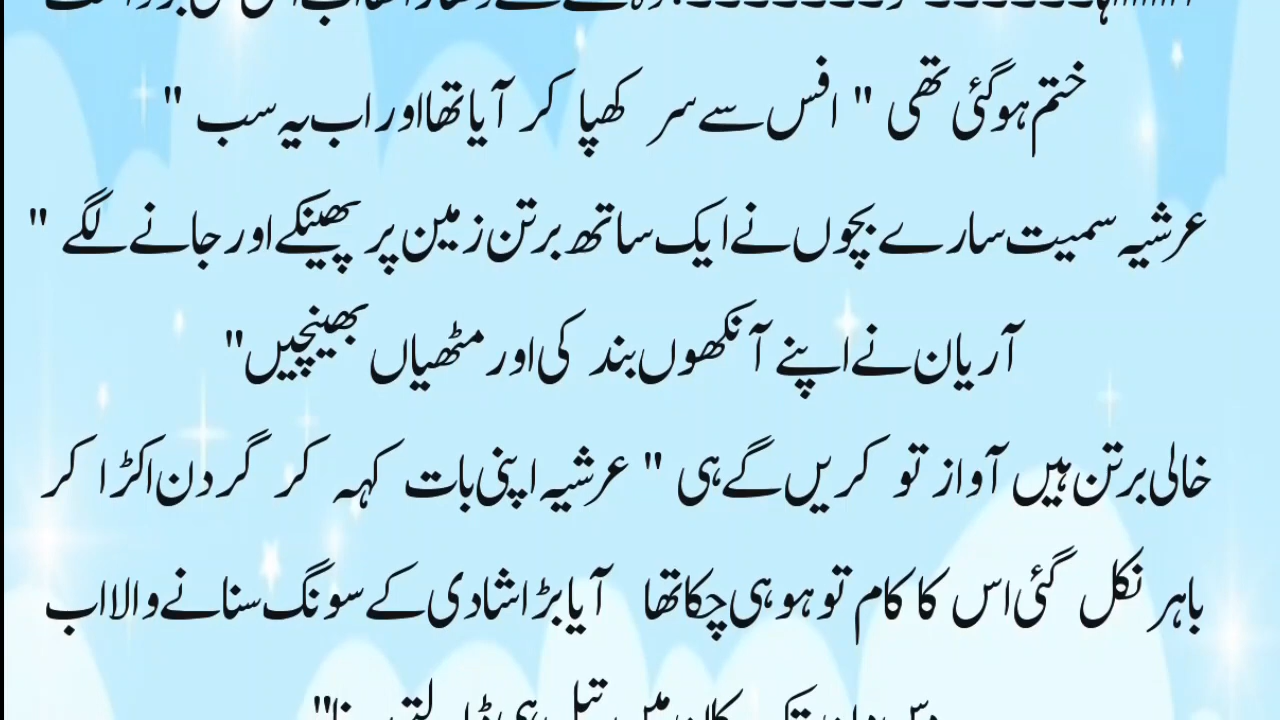 ختم ہوگئی تھی " افس سے سر کھپا کر آیا تھا اور اب یہ سب "
عرشیہ سمیت سارے بچوں نے ایک ساتھ برتن زمین پر پھینکے اور جانے لگے "
آریان نے اپنے آنکھوں بند کی اور مٹھیاں بھینچیں"
خالی برتن ہیں آواز تو کریں گے ہی " عرشیہ اپنی بات کہہ کر گردن اکڑا کر
باہر نکل گئی اس کا کام تو ہو ہی چکا تھا آیا بڑا شادی کے سونگ سنانے والا اب